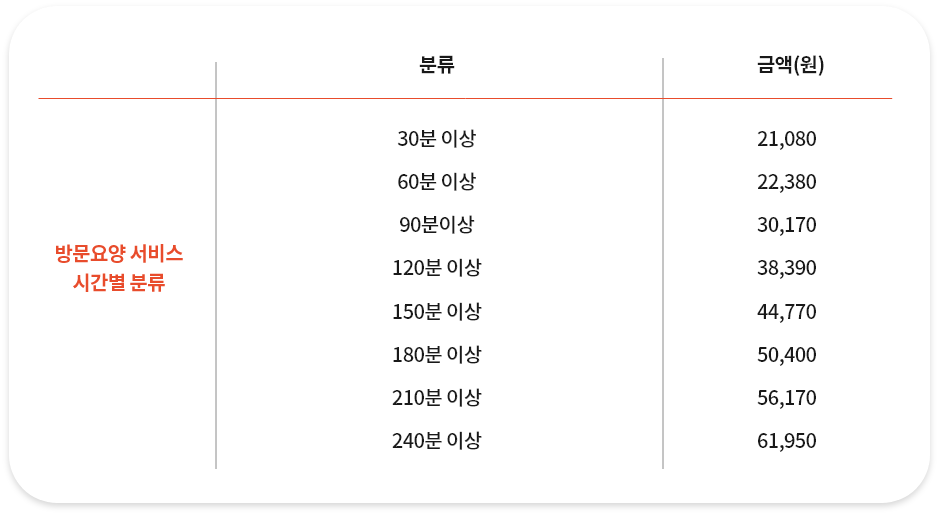 분류 금액(원)
30분 이상 21,080
60분 이상 22,380
90분이상 30,170
방문요양 서비스
시간별 분류
120분 이상 38,390
150분 이상 44,770
180분 이상 50,400
210분 이상 56,170
240분 이상 61,950